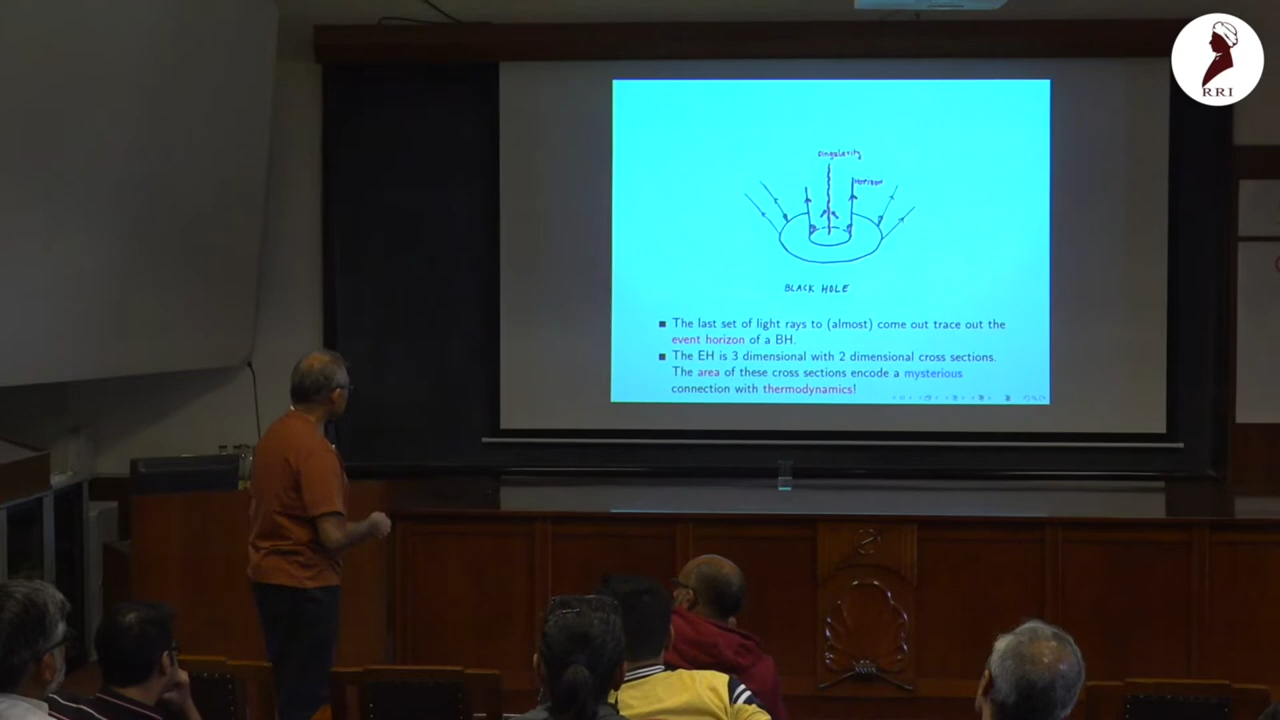 RRI
singularity
Horizon
BLACK HOLE
The last set of light rays to (almost) come out trace out the
event horizon of a BH.
The EH is 3 dimensional with 2 dimensional cross sections.
The area of these cross sections encode a mysterious
connection with thermodynamics!